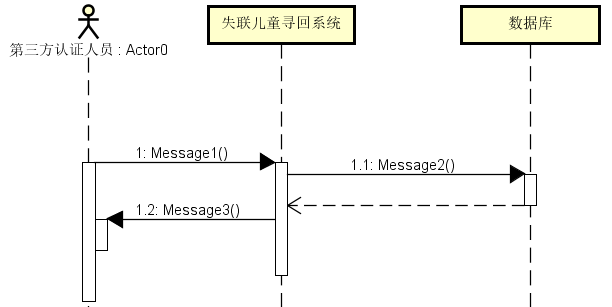 第三方认证人员 : Actor0
失联儿童寻回系统
数据库
1: Message1()
1.1: Message2()
1.2: Message3()